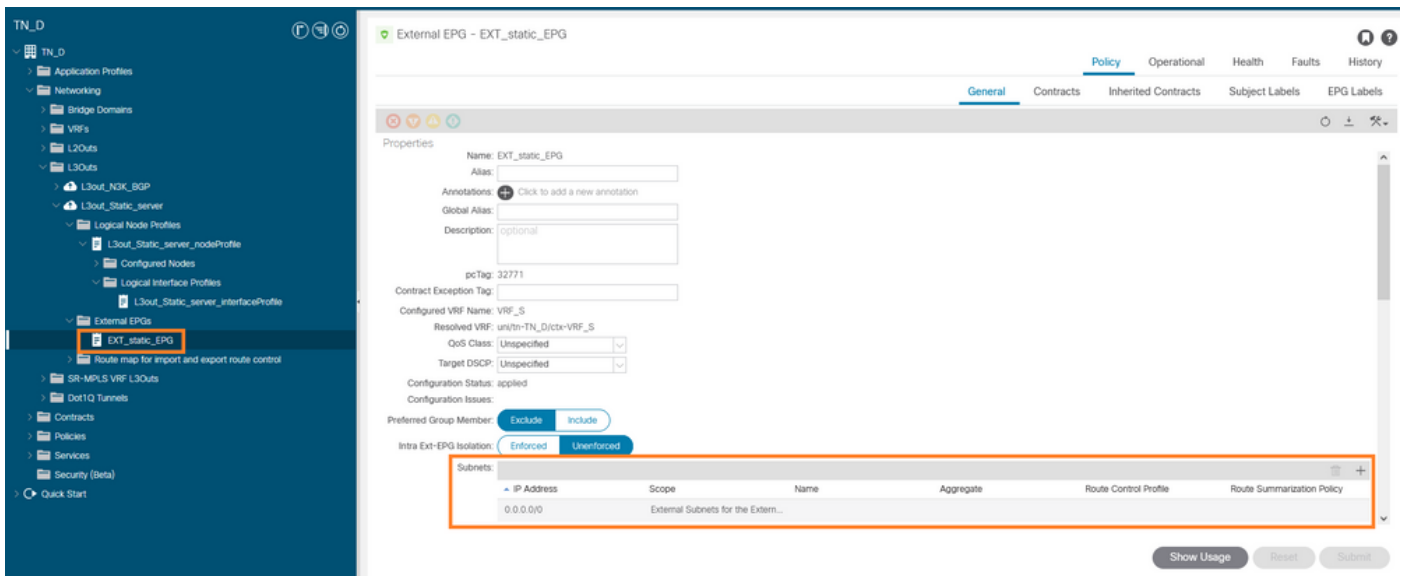 TN_D
TN_D
Application Profiles
Networking
Bridge Domains
VRFs
L2Outs
L3Outs
L3out_N3K_BGP
L3out_Static_server
Logical Node Profiles
L3out_Static_server_nodeProfile
Configured Nodes
Logical Interface Profiles
L3out_Static_server_interfaceProfile
External EPGs
EXT_static_EPG
Route map for import and export route control
SR-MPLS VRF L3Outs
Dot1Q Tunnels
Contracts
Policies
Services
Security (Beta)
Quick Start
External EPG - EXT_static_EPG
Policy Operational Health Faults History
General Contracts Inherited Contracts Subject Labels EPG Labels
Properties
Name: EXT_static_EPG
Alias:
Annotations: Click to add a new annotation
Global Alias:
Description: optional
pcTag: 32771
Contract Exception Tag:
Configured VRF Name: VRF_S
Resolved VRF: uni/tn-TN_D/ctx-VRF_S
QoS Class: Unspecified
Target DSCP: Unspecified
Configuration Status: applied
Configuration Issues:
Preferred Group Member: Exclude Include
Intra Ext-EPG Isolation: Enforced Unenforced
Subnets:
IP Address Scope Name Aggregate Route Control Profile Route Summarization Policy
0.0.0.0/0 External Subnets for the Extern...
Show Usage Reset Submit